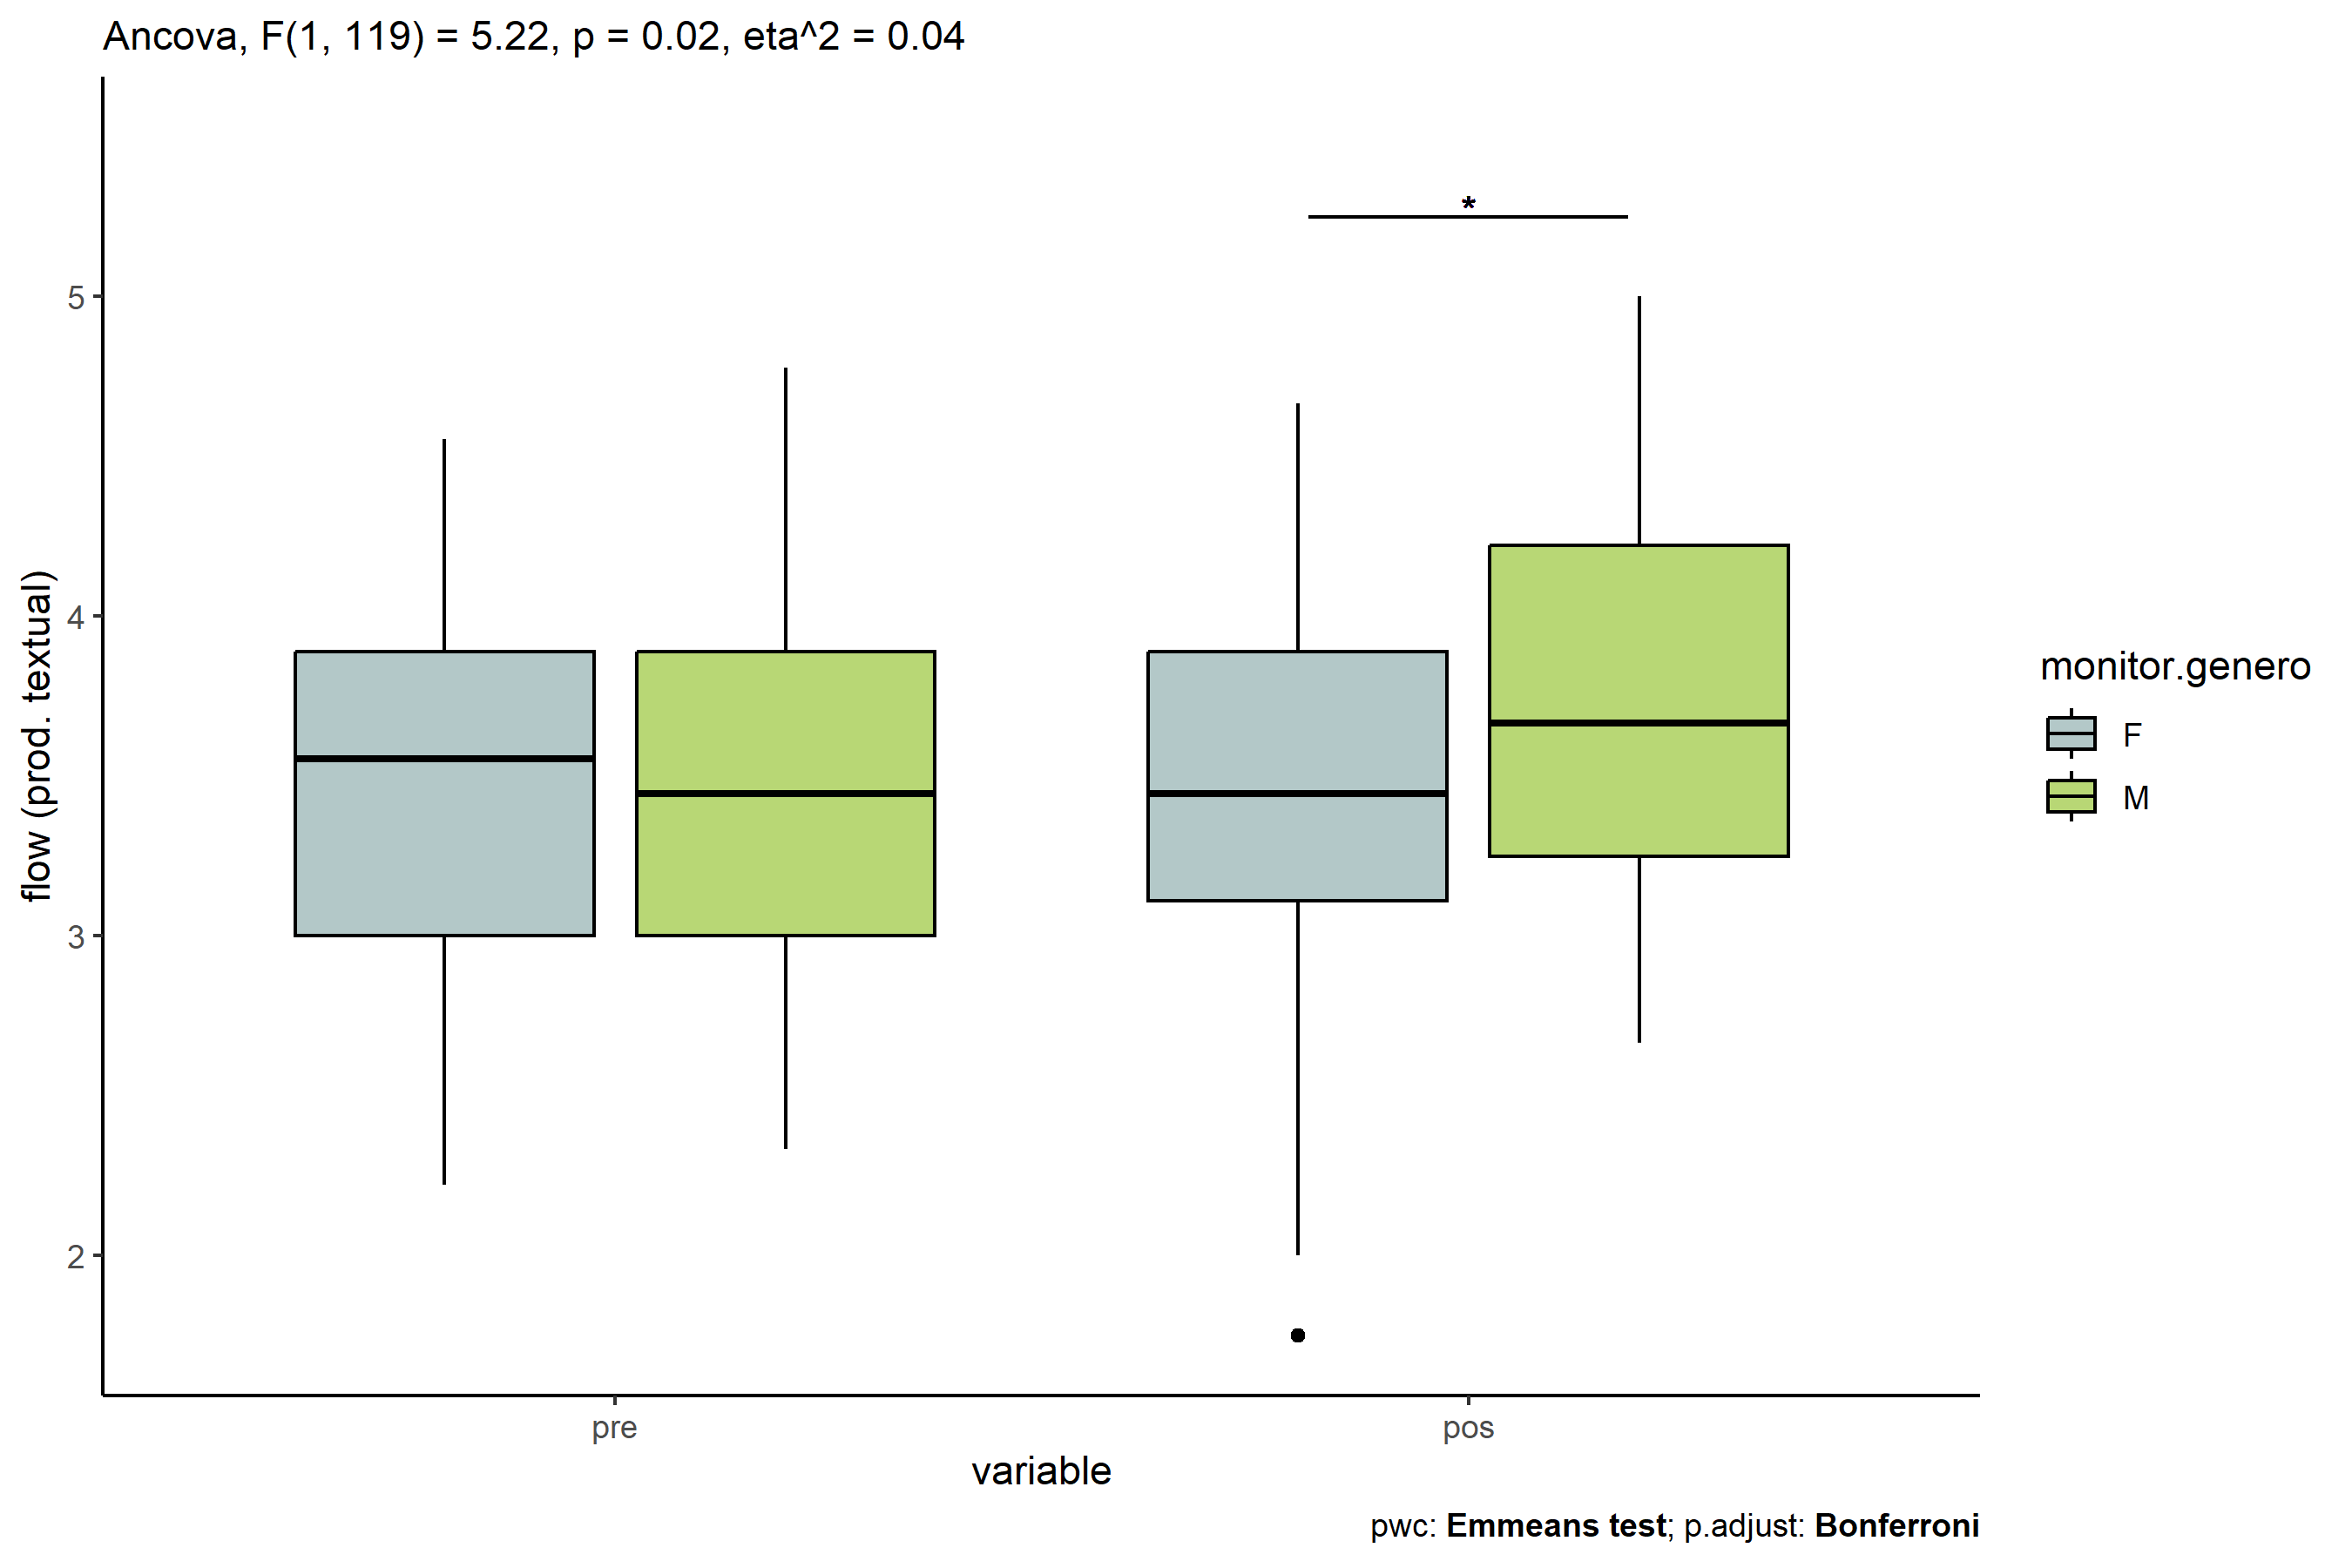 Ancova, F(1, 119) = 5.22, p = 0.02, eta^2 = 0.04
*
5
4
3
2
flow (prod. textual)
pre
pos
variable
monitor.genero
F
M
pwc: Emmeans test; p.adjust: Bonferroni